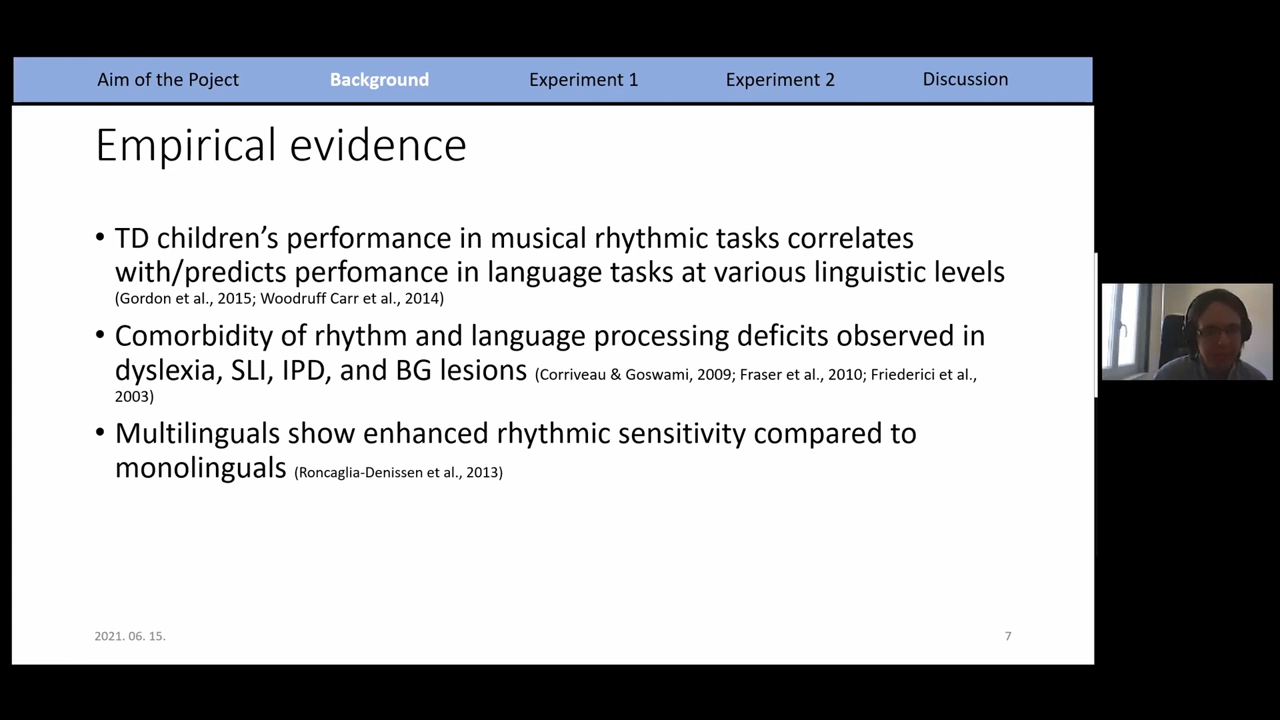 Aim of the Poject Background Experiment 1 Experiment 2 Discussion
Empirical evidence
• TD children’s performance in musical rhythmic tasks correlates
with/predicts perfomance in language tasks at various linguistic levels
(Gordon et al., 2015; Woodruff Carr et al., 2014)
• Comorbidity of rhythm and language processing deficits observed in
dyslexia, SLI, IPD, and BG lesions (Corriveau & Goswami, 2009; Fraser et al., 2010; Friederici et al.,
2003)
• Multilinguals show enhanced rhythmic sensitivity compared to
monolinguals (Roncaglia-Denissen et al., 2013)
2021. 06. 15. 7